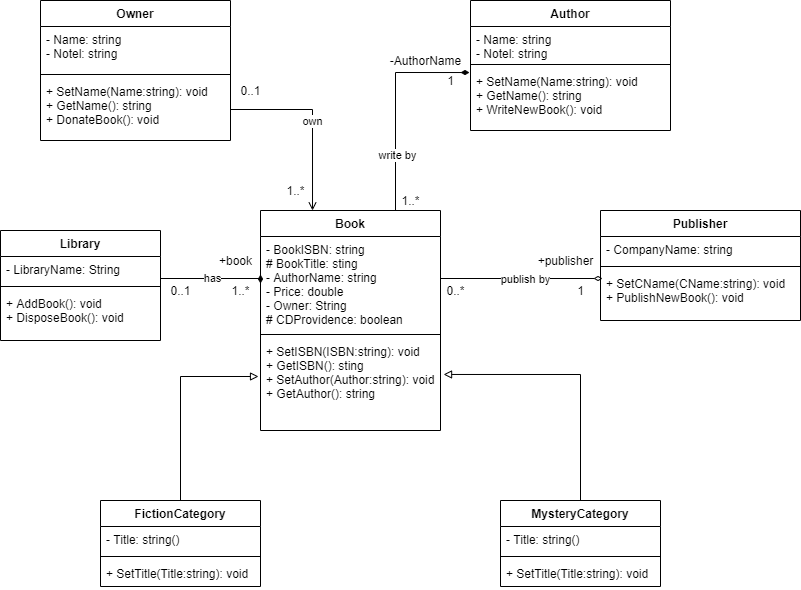 Owner
- Name: string
- Notel: string
+ SetName(Name:string): void
+ GetName(): string
+ DonateBook(): void
Author
- Name: string
- Notel: string
+ SetName(Name:string): void
+ GetName(): string
+ WriteNewBook(): void
0..1
own
1..*
-AuthorName
1
write by
1..*
Library
- LibraryName: String
+ AddBook(): void
+ DisposeBook(): void
+book
has
0..1
1..*
Book
- BookISBN: string
# BookTitle: sting
- AuthorName: string
- Price: double
- Owner: String
# CDProvidence: boolean
+ SetISBN(ISBN:string): void
+ GetISBN(): sting
+ SetAuthor(Author:string): void
+ GetAuthor(): string
+publisher
publish by
0..*
1
Publisher
- CompanyName: string
+ SetCName(CName:string): void
+ PublishNewBook(): void
FictionCategory
- Title: string()
+ SetTitle(Title:string): void
MysteryCategory
- Title: string()
+ SetTitle(Title:string): void